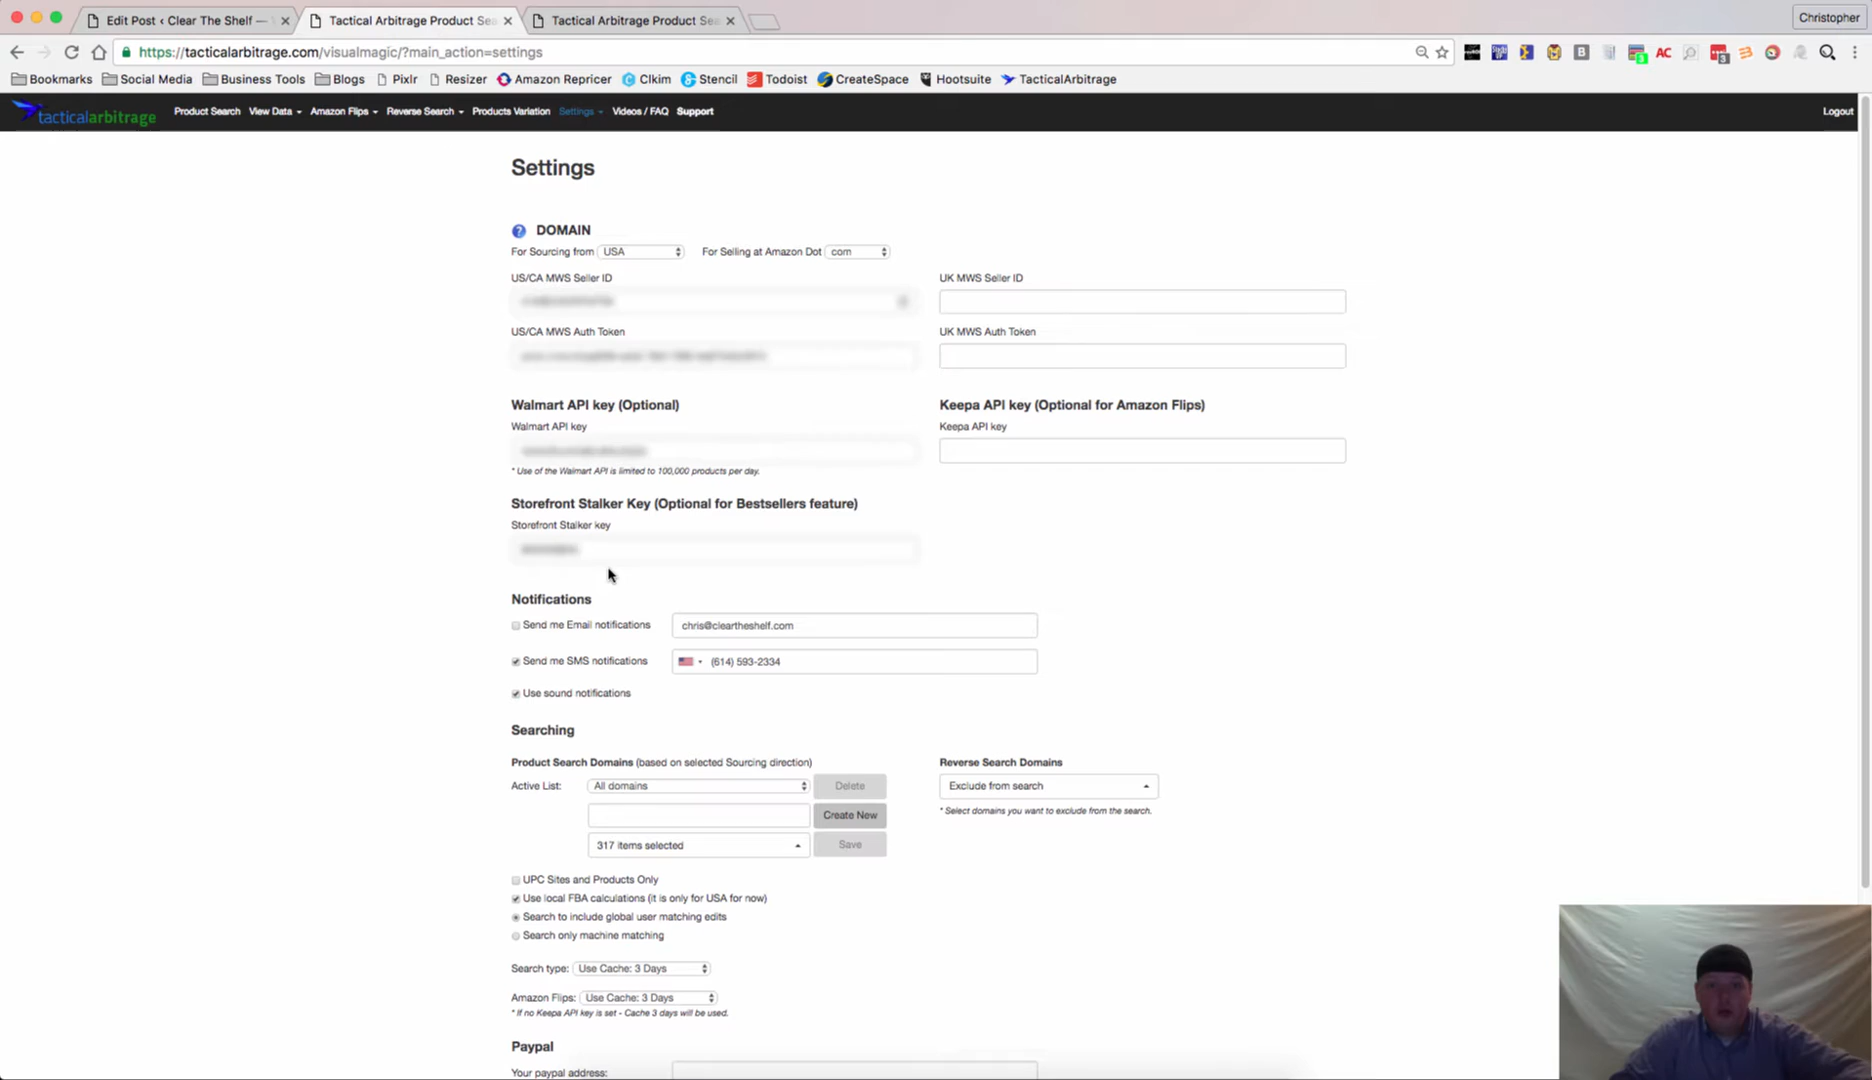 Edit Post ‹ Clear The Shelf —
Tactical Arbitrage Product Sea
Tactical Arbitrage Product Sea
Christopher
https://tacticalarbitrage.com/visualmagic/?main_action=settings
Bookmarks Social Media Business Tools Blogs Pixlr Resizer Amazon Repricer Clkim Stencil Todoist CreateSpace Hootsuite TacticalArbitrage
tacticalarbitrage Product Search View Data Amazon Flips Reverse Search Products Variation Settings Videos / FAQ Support Logout
Settings
DOMAIN
For Sourcing from USA For Selling at Amazon Dot com
US/CA MWS Seller ID UK MWS Seller ID
US/CA MWS Auth Token UK MWS Auth Token
Walmart API key (Optional) Keepa API key (Optional for Amazon Flips)
Walmart API key Keepa API key
* Use of the Walmart API is limited to 100,000 products per day.
Storefront Stalker Key (Optional for Bestsellers feature)
Storefront Stalker key
Notifications
Send me Email notifications chris@cleartheshelf.com
Send me SMS notifications (614) 593-2334
Use sound notifications
Searching
Product Search Domains (based on selected Sourcing direction) Reverse Search Domains
Active List: All domains Delete Exclude from search
* Select domains you want to exclude from the search.
Create New
317 items selected Save
UPC Sites and Products Only
Use local FBA calculations (it is only for USA for now)
Search to include global user matching edits
Search only machine matching
Search type: Use Cache: 3 Days
Amazon Flips: Use Cache: 3 Days
* If no Keepa API key is set - Cache 3 days will be used.
Paypal
Your paypal address: